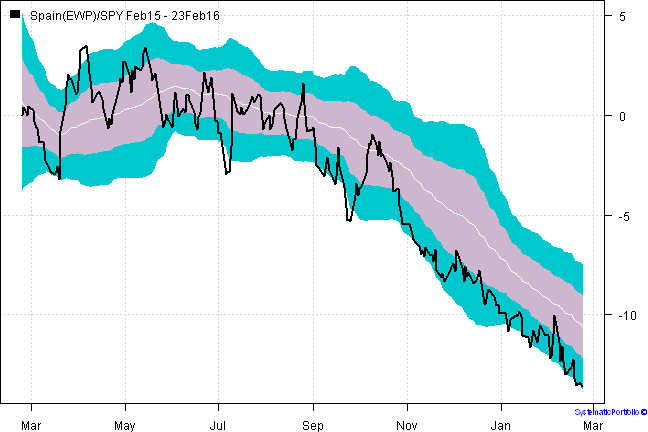 Spain(EWP)/SPY Feb15 - 23Feb16
5
0
-5
-10
Mar May Jul Sep Nov Jan Mar
SystematicPortfolio ©